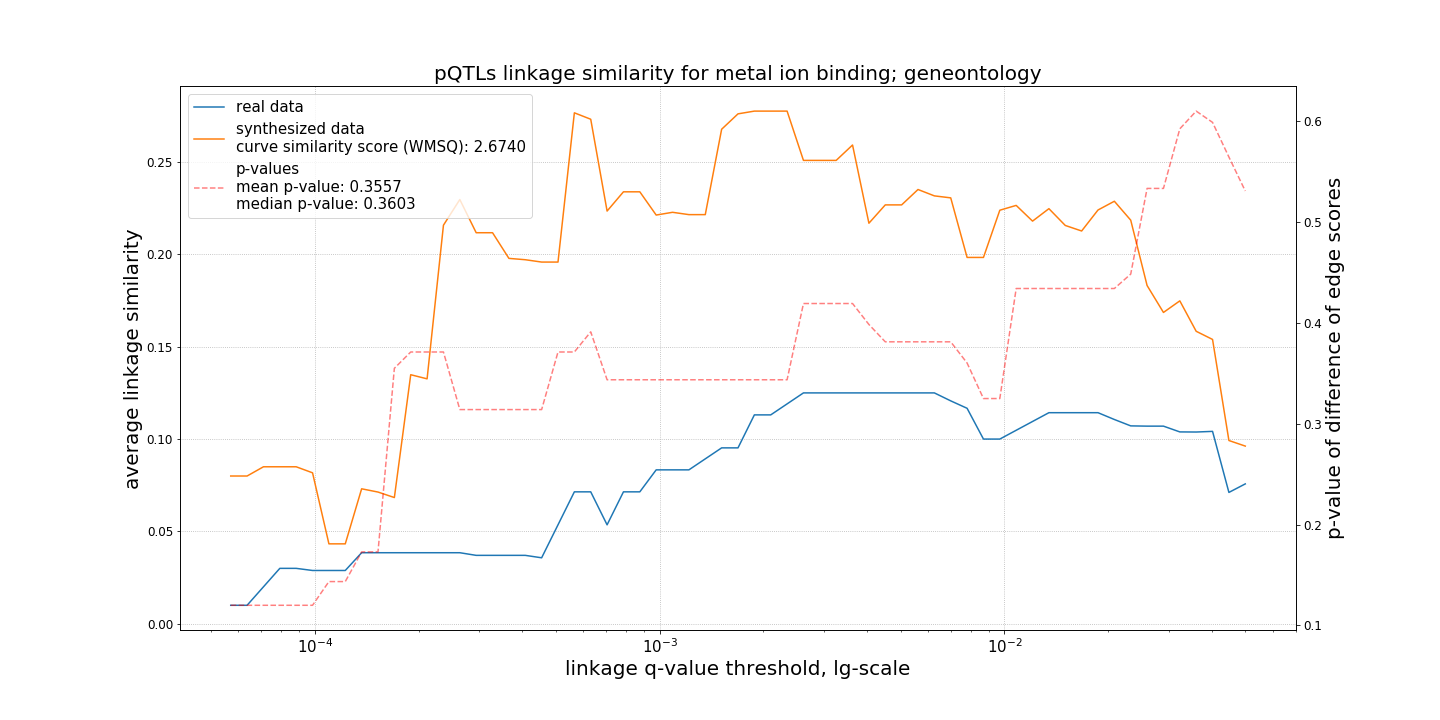 pQTLs linkage similarity for metal ion binding; geneontology
real data
synthesized data
curve similarity score (WMSQ): 2.6740
p-values
mean p-value: 0.3557
median p-value: 0.3603
average linkage similarity
0.25
0.20
0.15
0.10
0.05
0.00
0.6
0.5
0.4
0.3
0.2
0.1
p-value of difference of edge scores
10⁻⁴ 10⁻³ 10⁻²
linkage q-value threshold, lg-scale